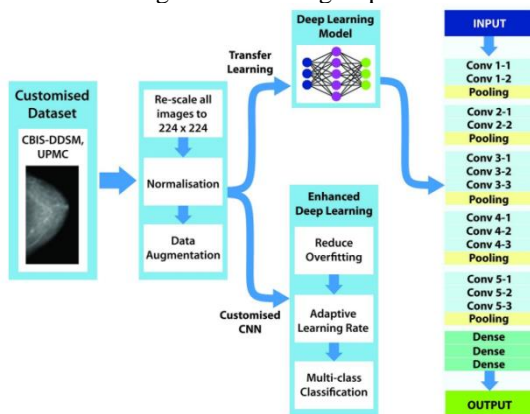 Customised
Dataset
CBIS-DDSM,
UPMC
Re-scale all
images to
224 x 224
Normalisation
Data
Augmentation
Transfer
Learning
Customised
CNN
Deep Learning
Model
Enhanced
Deep Learning
Reduce
Overfitting
Adaptive
Learning Rate
Multi-class
Classification
INPUT
Conv 1-1
Conv 1-2
Pooling
Conv 2-1
Conv 2-2
Pooling
Conv 3-1
Conv 3-2
Conv 3-3
Pooling
Conv 4-1
Conv 4-2
Conv 4-3
Pooling
Conv 5-1
Conv 5-2
Conv 5-3
Pooling
Dense
Dense
Dense
OUTPUT